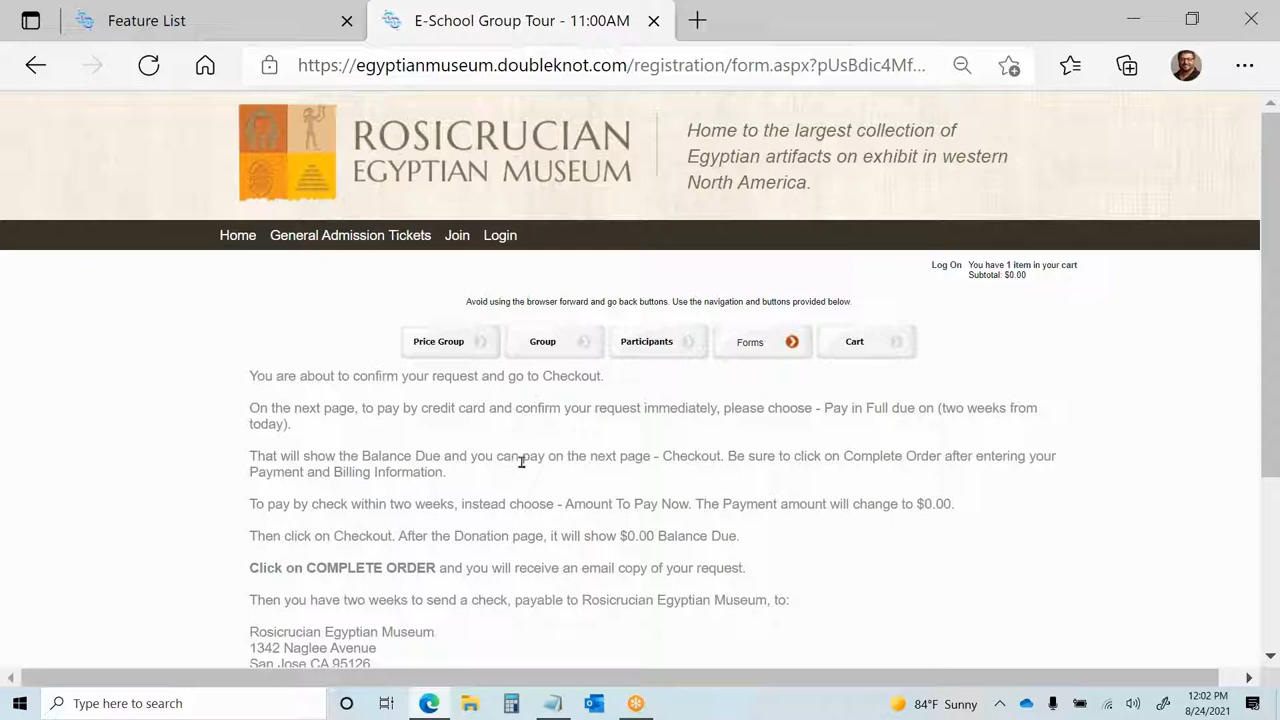 Feature List
E-School Group Tour - 11:00AM
https://egyptianmuseum.doubleknot.com/registration/form.aspx?pUsBdic4Mf...
ROSICRUCIAN
EGYPTIAN MUSEUM
Home to the largest collection of
Egyptian artifacts on exhibit in western
North America.
Home General Admission Tickets Join Login
Log On You have 1 item in your cart
Subtotal: $0.00
Avoid using the browser forward and go back buttons. Use the navigation and buttons provided below.
Price Group Group Participants Forms Cart
You are about to confirm your request and go to Checkout.
On the next page, to pay by credit card and confirm your request immediately, please choose - Pay in Full due on (two weeks from
today).
That will show the Balance Due and you can pay on the next page - Checkout. Be sure to click on Complete Order after entering your
Payment and Billing Information.
To pay by check within two weeks, instead choose - Amount To Pay Now. The Payment amount will change to $0.00.
Then click on Checkout. After the Donation page, it will show $0.00 Balance Due.
Click on COMPLETE ORDER and you will receive an email copy of your request.
Then you have two weeks to send a check, payable to Rosicrucian Egyptian Museum, to:
Rosicrucian Egyptian Museum
1342 Naglee Avenue
San Jose CA 95126
Type here to search
84°F Sunny
12:02 PM
8/24/2021